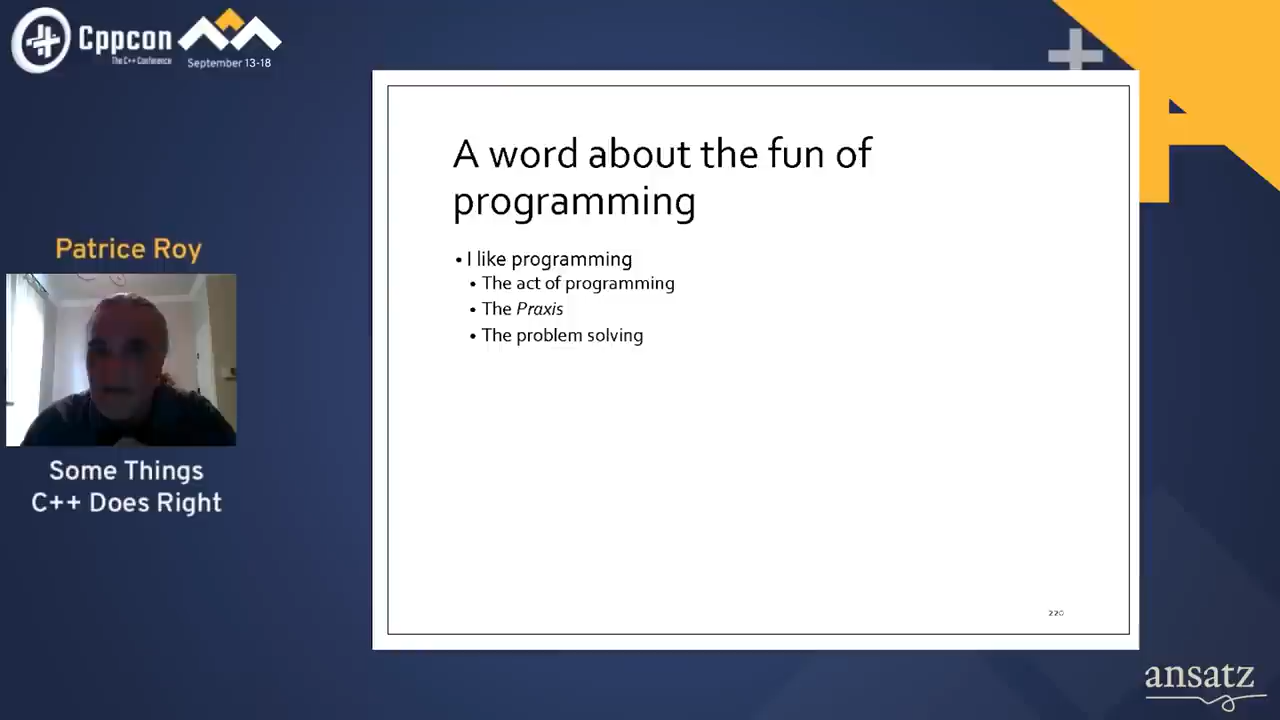 Cppcon
The C++ Conference
September 13-18
Patrice Roy
Some Things
C++ Does Right
A word about the fun of
programming
• I like programming
• The act of programming
• The Praxis
• The problem solving
220
ansatz